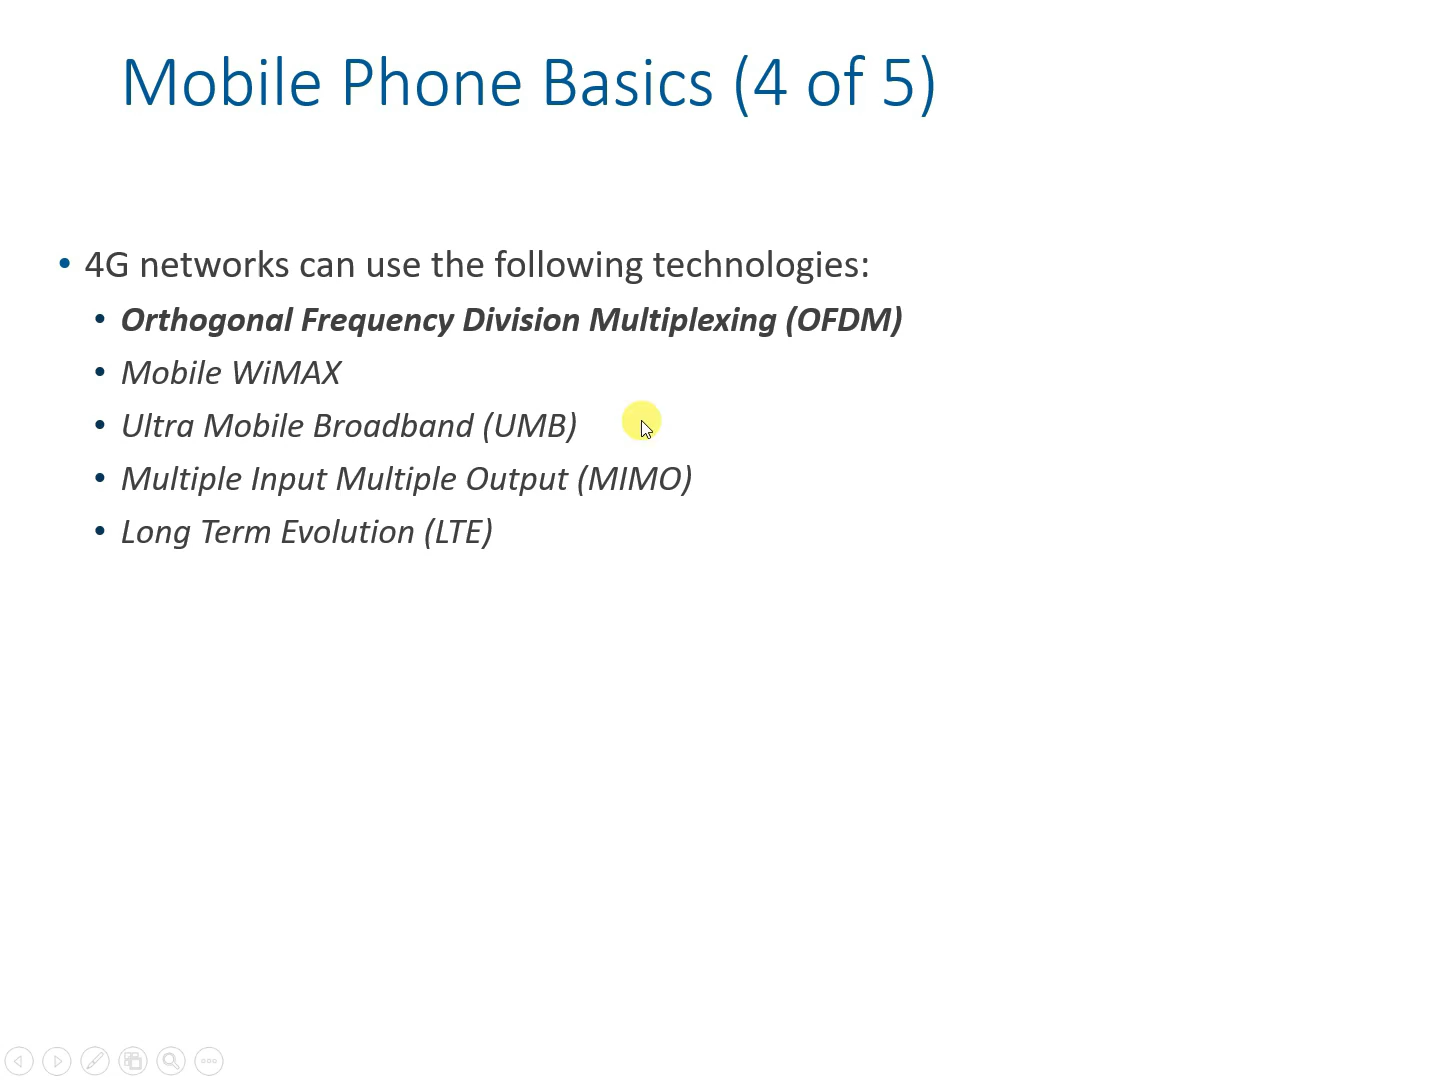 Mobile Phone Basics (4 of 5)
• 4G networks can use the following technologies:
• Orthogonal Frequency Division Multiplexing (OFDM)
• Mobile WiMAX
• Ultra Mobile Broadband (UMB)
• Multiple Input Multiple Output (MIMO)
• Long Term Evolution (LTE)